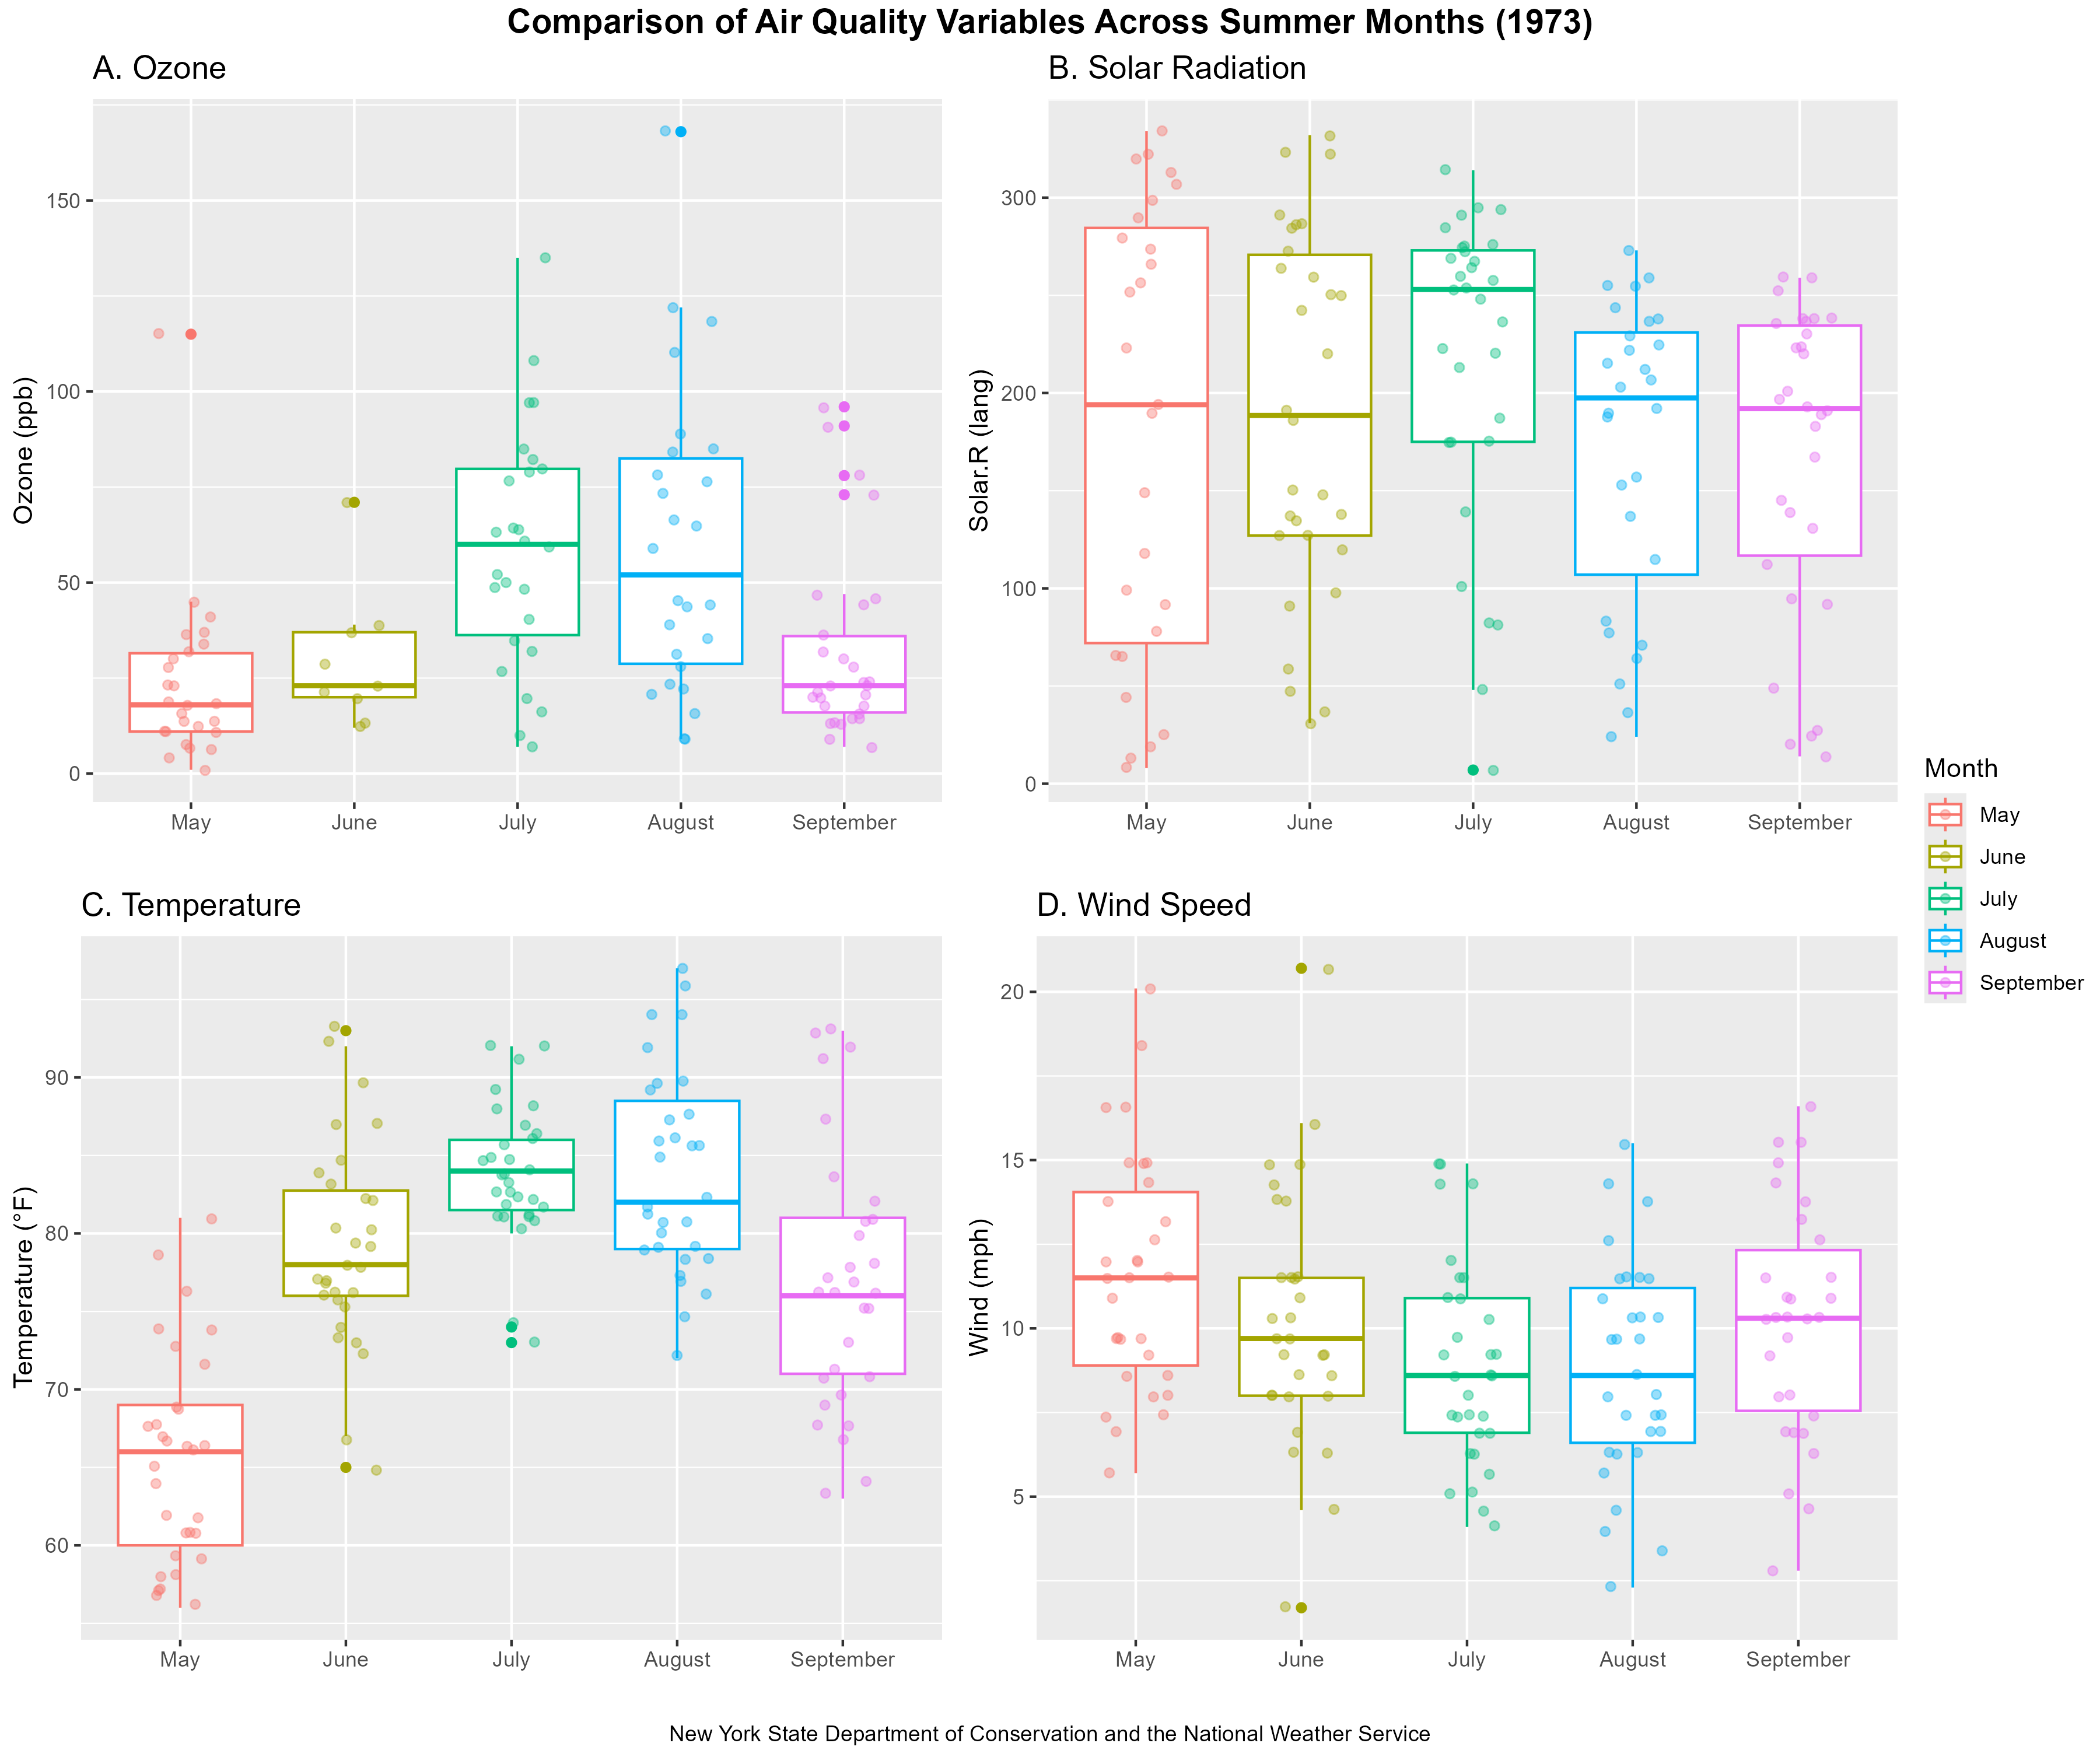 Comparison of Air Quality Variables Across Summer Months (1973)
A. Ozone
Ozone (ppb)
150
100
50
0
May June July August September
B. Solar Radiation
Solar.R (lang)
300
200
100
0
May June July August September
C. Temperature
Temperature (°F)
90
80
70
60
May June July August September
D. Wind Speed
Wind (mph)
20
15
10
5
May June July August September
Month
May
June
July
August
September
New York State Department of Conservation and the National Weather Service